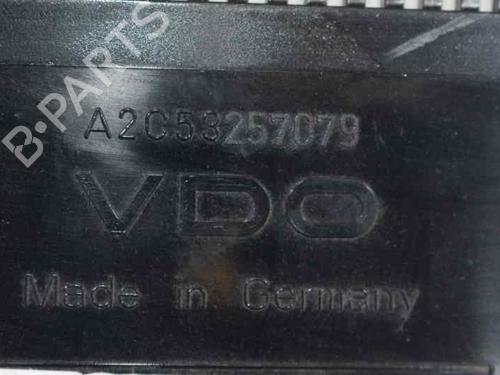 B-PARTS
A2C53257079
VDO
Made in Germany